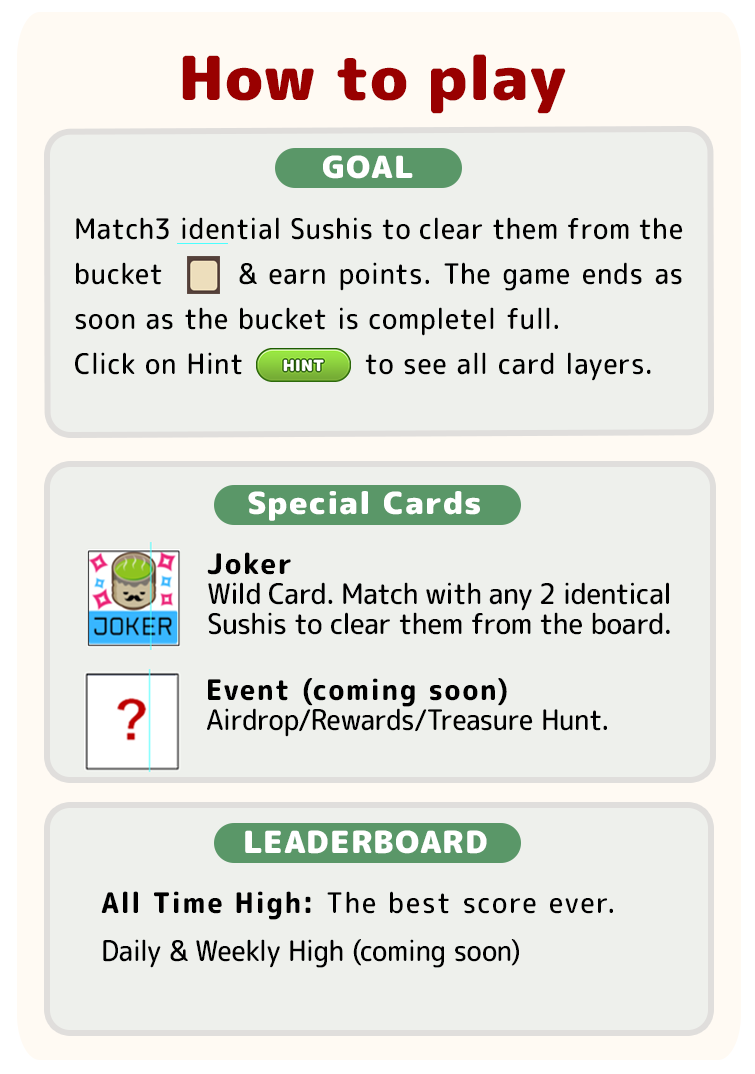 How to play
GOAL
Match3 idential Sushis to clear them from the
bucket & earn points. The game ends as
soon as the bucket is completel full.
Click on Hint HINT to see all card layers.
Special Cards
JOKER
Joker
Wild Card. Match with any 2 identical
Sushis to clear them from the board.
?
Event (coming soon)
Airdrop/Rewards/Treasure Hunt.
LEADERBOARD
All Time High: The best score ever.
Daily & Weekly High (coming soon)